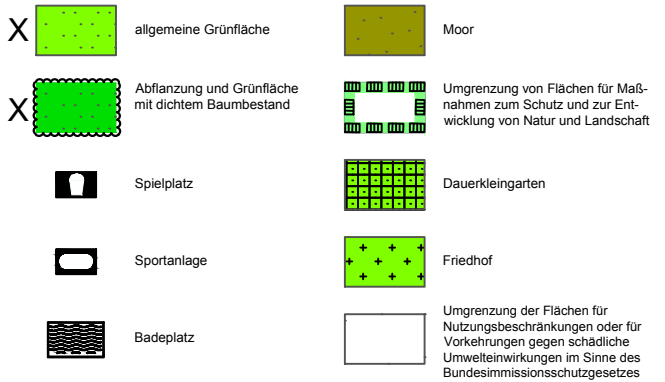 X allgemeine Grünfläche
X Abflanzung und Grünfläche
mit dichtem Baumbestand
Spielplatz
Sportanlage
Badeplatz
Moor
Umgrenzung von Flächen für Maß-
nahmen zum Schutz und zur Ent-
wicklung von Natur und Landschaft
Dauerkleingarten
Friedhof
Umgrenzung der Flächen für
Nutzungsbeschränkungen oder für
Vorkehrungen gegen schädliche
Umwelteinwirkungen im Sinne des
Bundesimmissionsschutzgesetzes